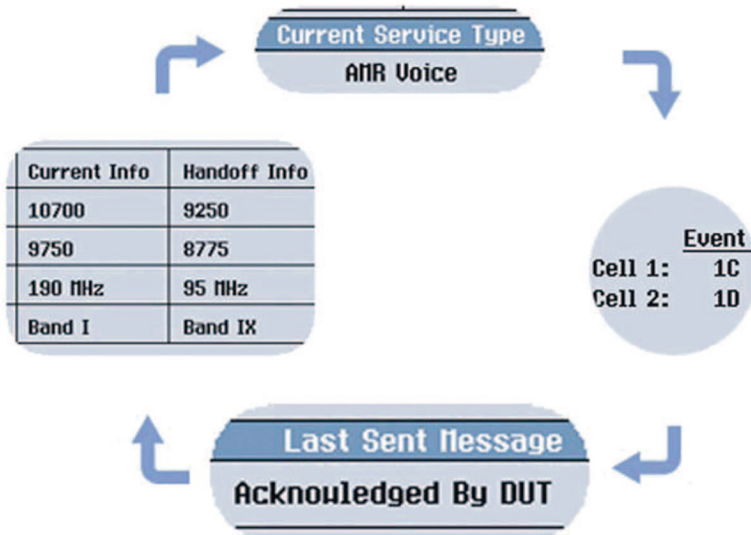 Current Service Type
AMR Voice
Current Info Handoff Info
10700 9250
9750 8775
190 MHz 95 MHz
Band I Band IX
Event
Cell 1: 1C
Cell 2: 1D
Last Sent Message
Acknowledged By DUT